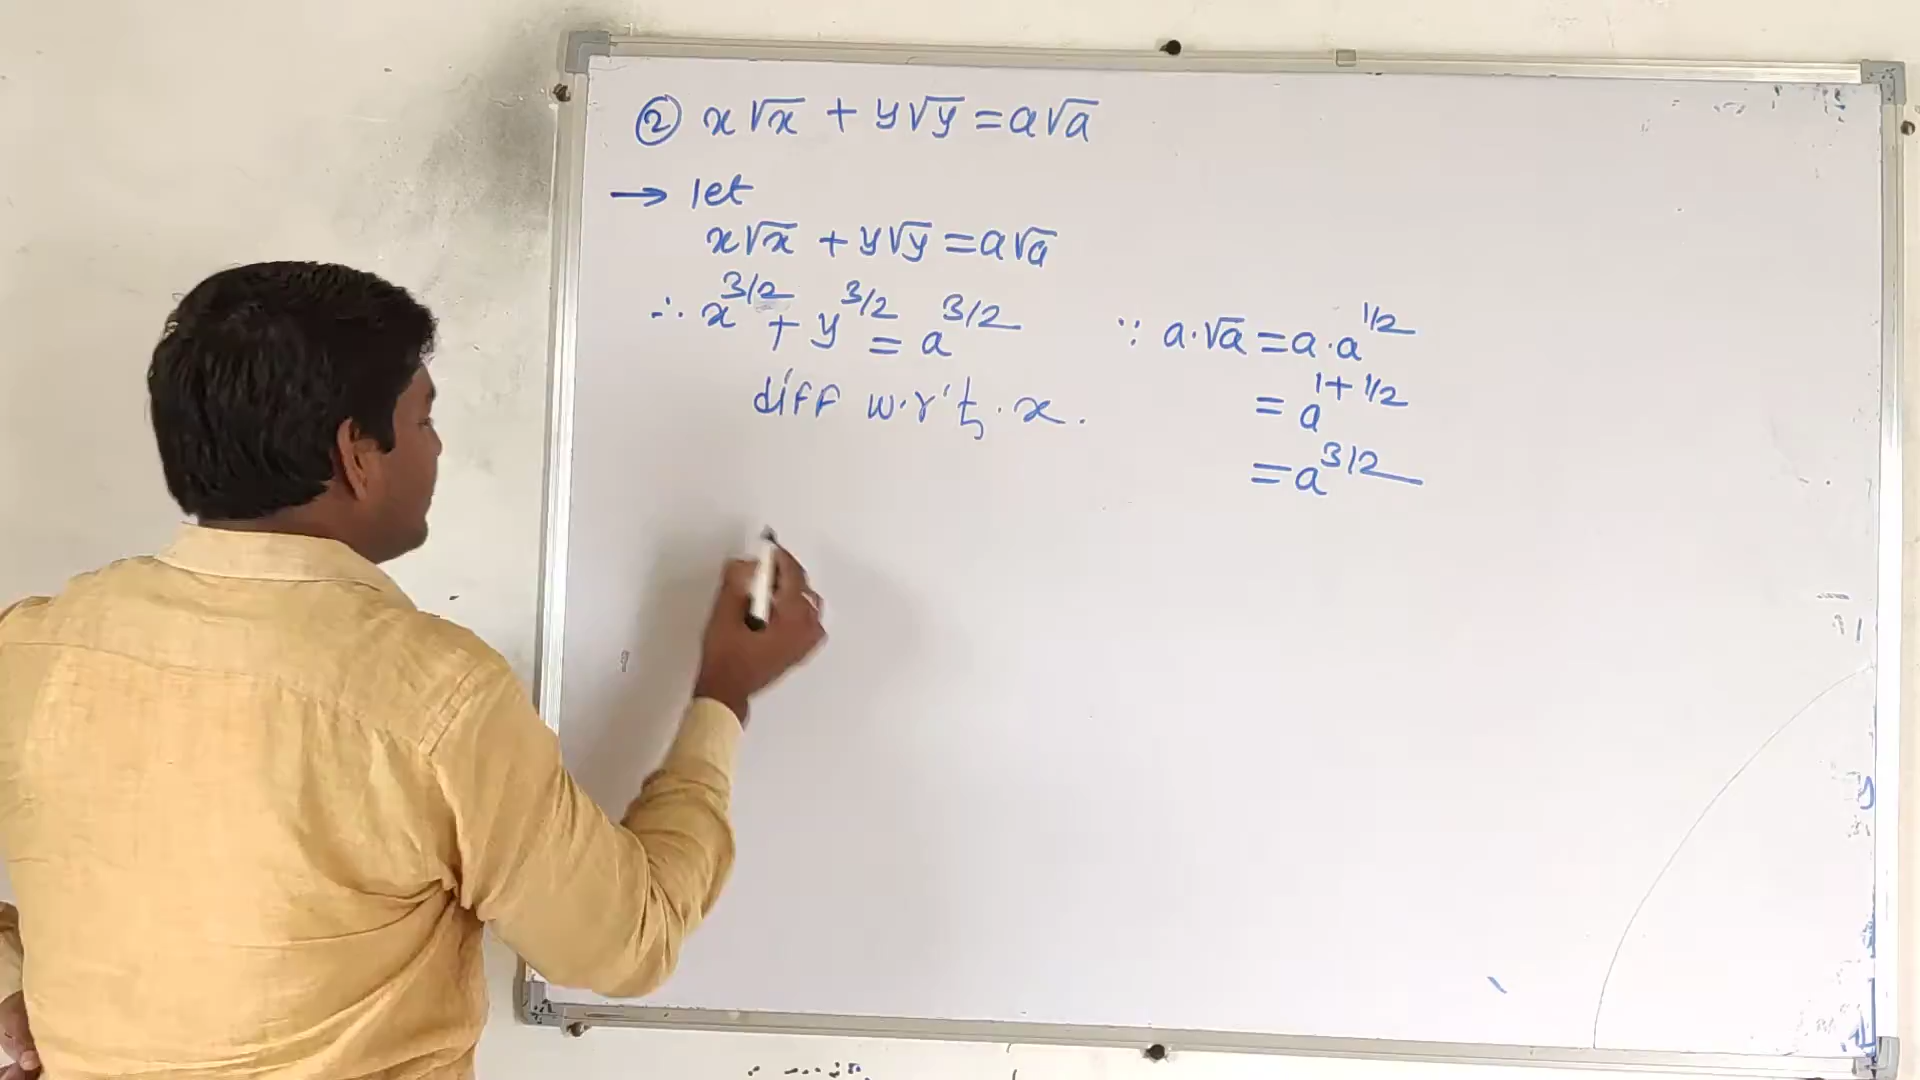 ② x√x + y√y = a√a
→ let
x√x + y√y = a√a
∴ x^3/2 + y^3/2 = a^3/2
diff w.r.t. x.
∵ a·√a = a·a^1/2
= a^1+1/2
= a^3/2